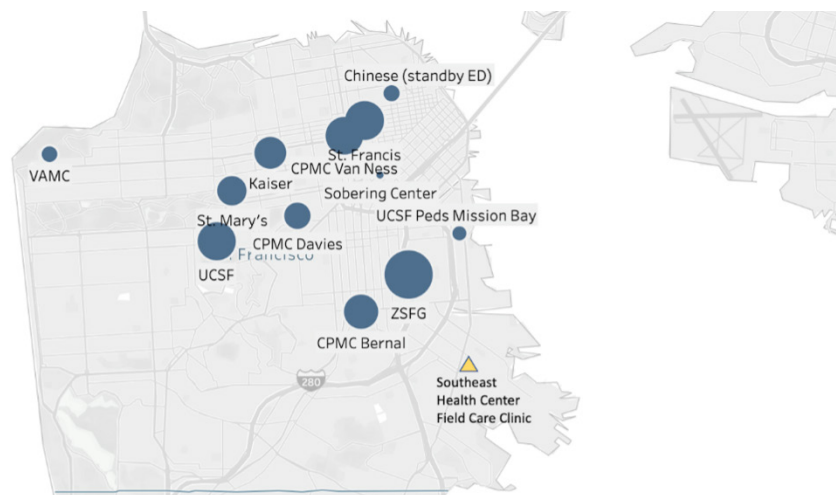 Chinese (standby ED)
St. Francis
CPMC Van Ness
VAMC
Kaiser
Sobering Center
St. Mary's
UCSF Peds Mission Bay
CPMC Davies
Francisco
UCSF
ZSFG
CPMC Bernal
280
Southeast
Health Center
Field Care Clinic